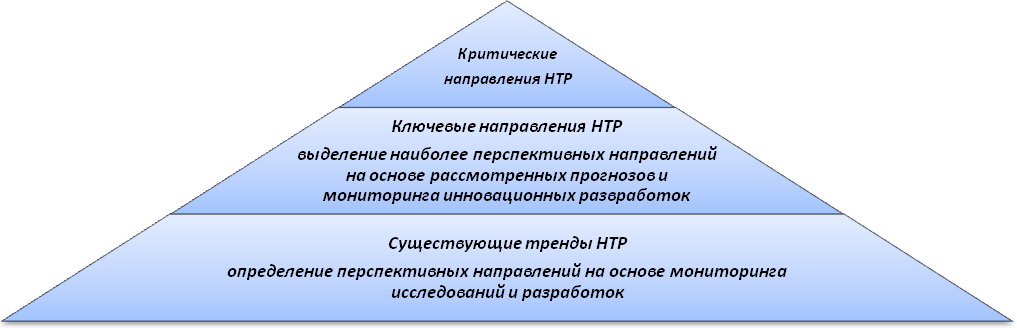 Критические
направления НТР
Ключевые направления НТР
выделение наиболее перспективных направлений
на основе рассмотренных прогнозов и
мониторинга инновационных развработок
Существующие тренды НТР
определение перспективных направлений на основе мониторинга
исследований и разработок